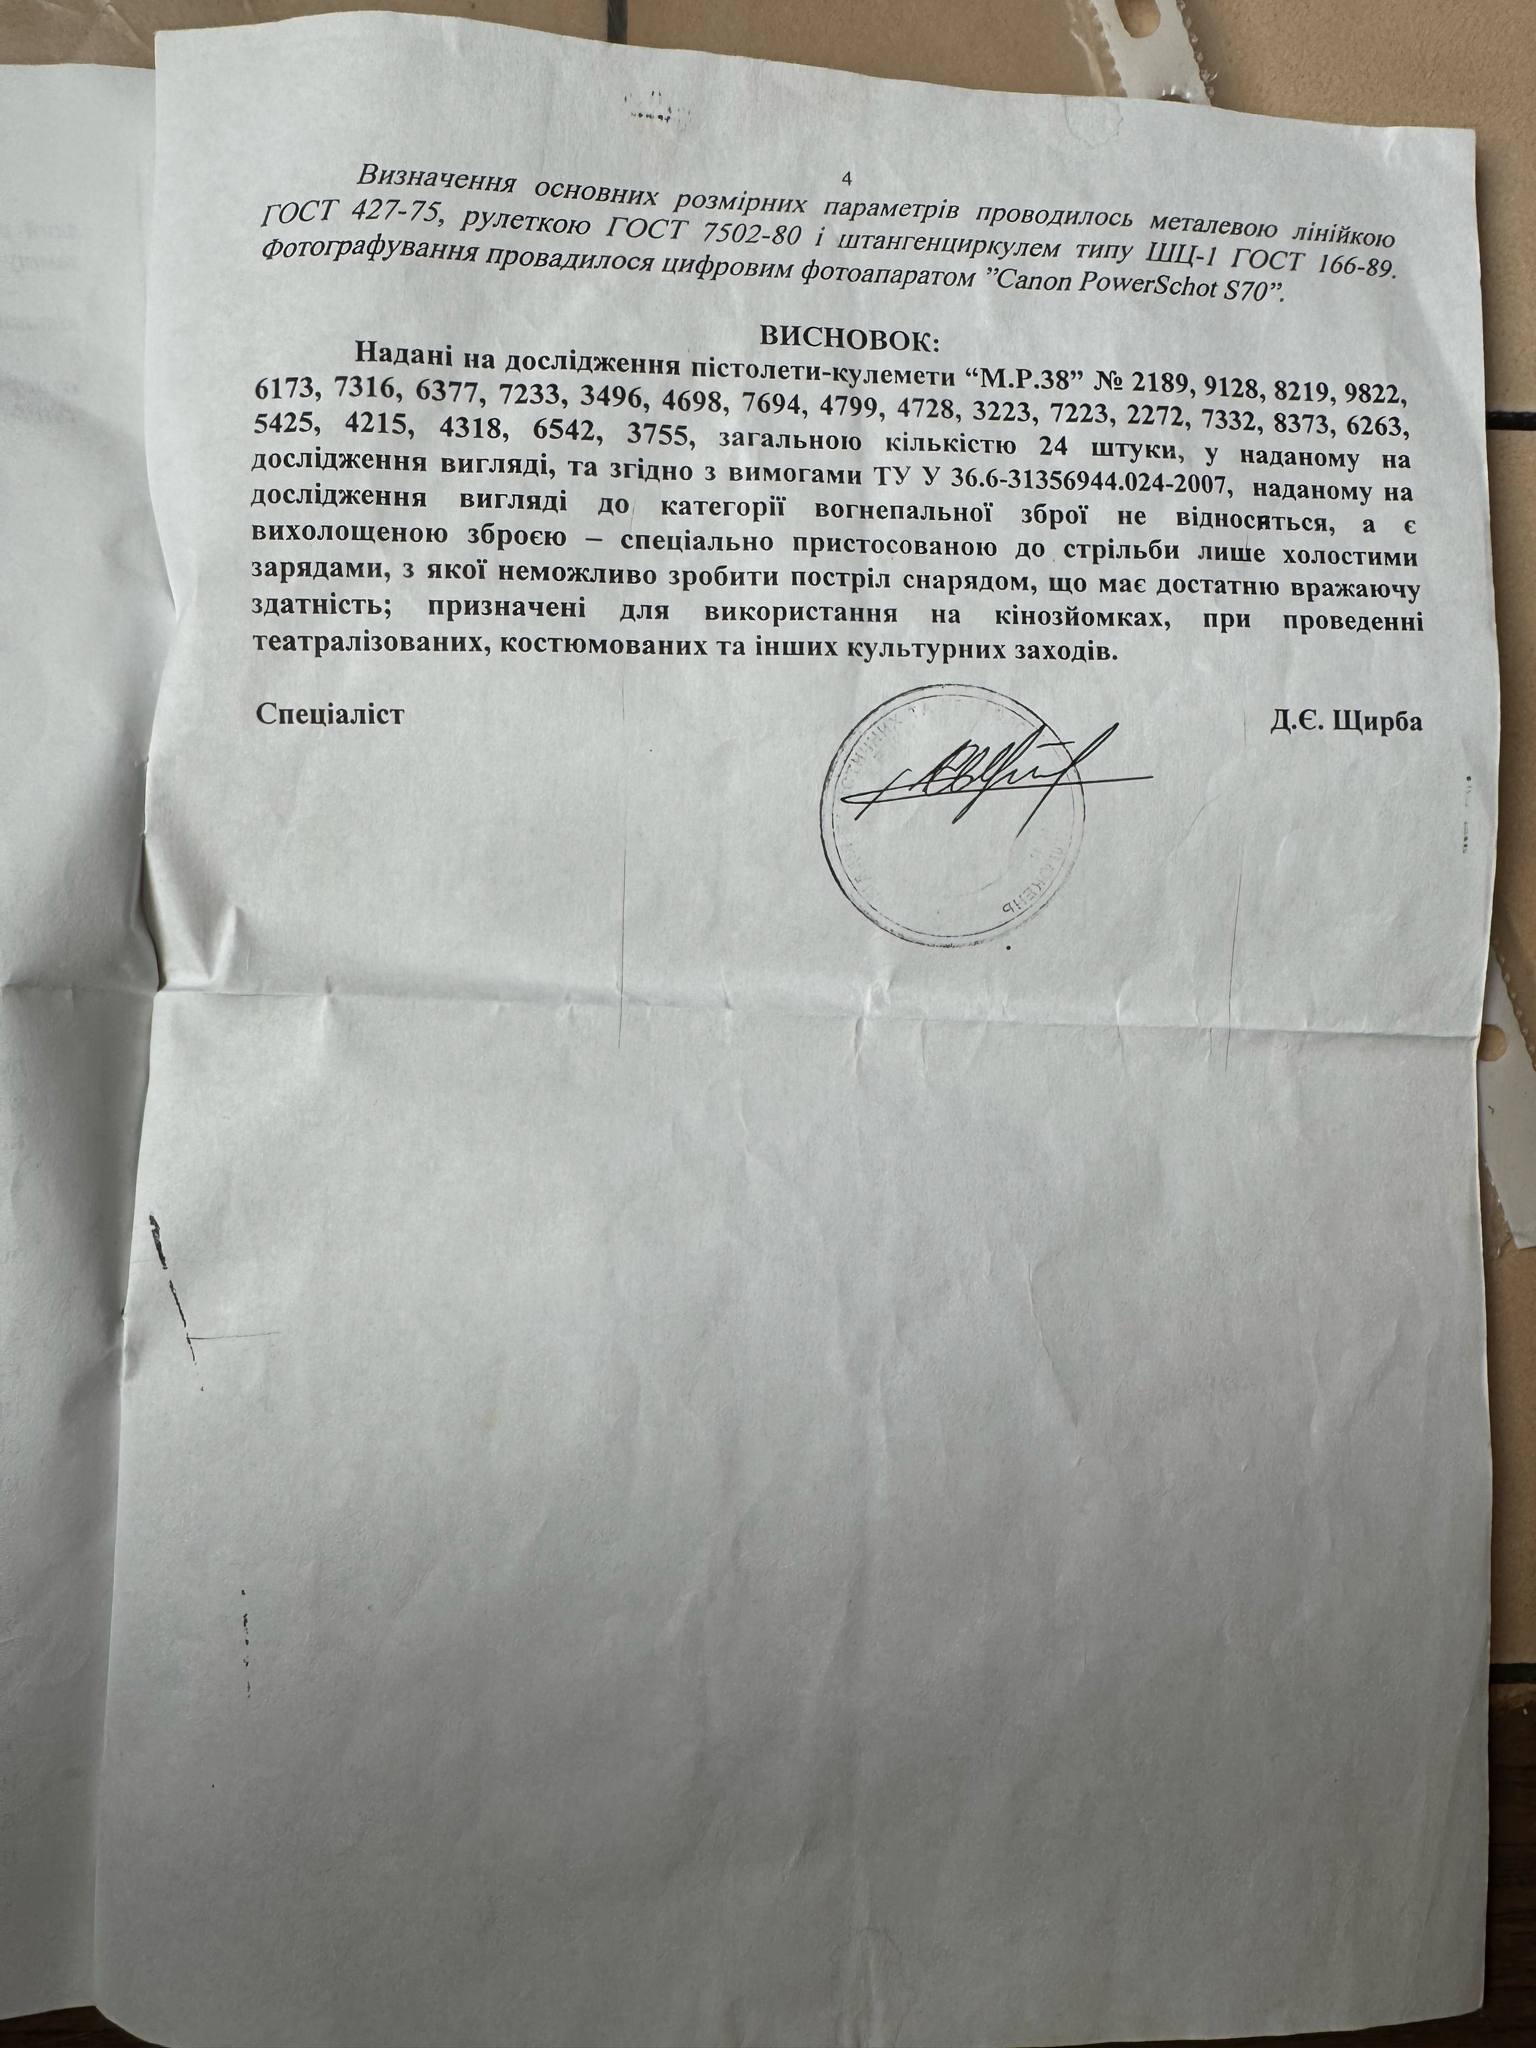 4
Визначення основних розмірних параметрів проводилось металевою лінійкою
ГОСТ 427-75, рулеткою ГОСТ 7502-80 і штангенциркулем типу ШЦ-1 ГОСТ 166-89.
Фотографування провадилося цифровим фотоапаратом ”Canon PowerSchot S70”.
ВИСНОВОК:
Надані на дослідження пістолети-кулемети “М.Р.38” № 2189, 9128, 8219, 9822,
6173, 7316, 6377, 7233, 3496, 4698, 7694, 4799, 4728, 3223, 7223, 2272, 7332, 8373, 6263,
5425, 4215, 4318, 6542, 3755, загальною кількістю 24 штуки, у наданому на
дослідження вигляді, та згідно з вимогами ТУ У 36.6-31356944.024-2007, наданому на
дослідження вигляді до категорії вогнепальної зброї не відносяться, а є
вихолощеною зброєю – спеціально пристосованою до стрільби лише холостими
зарядами, з якої неможливо зробити постріл снарядом, що має достатню вражаючу
здатність; призначені для використання на кінозйомках, при проведенні
театралізованих, костюмованих та інших культурних заходів.
Спеціаліст Д.Є. Щирба